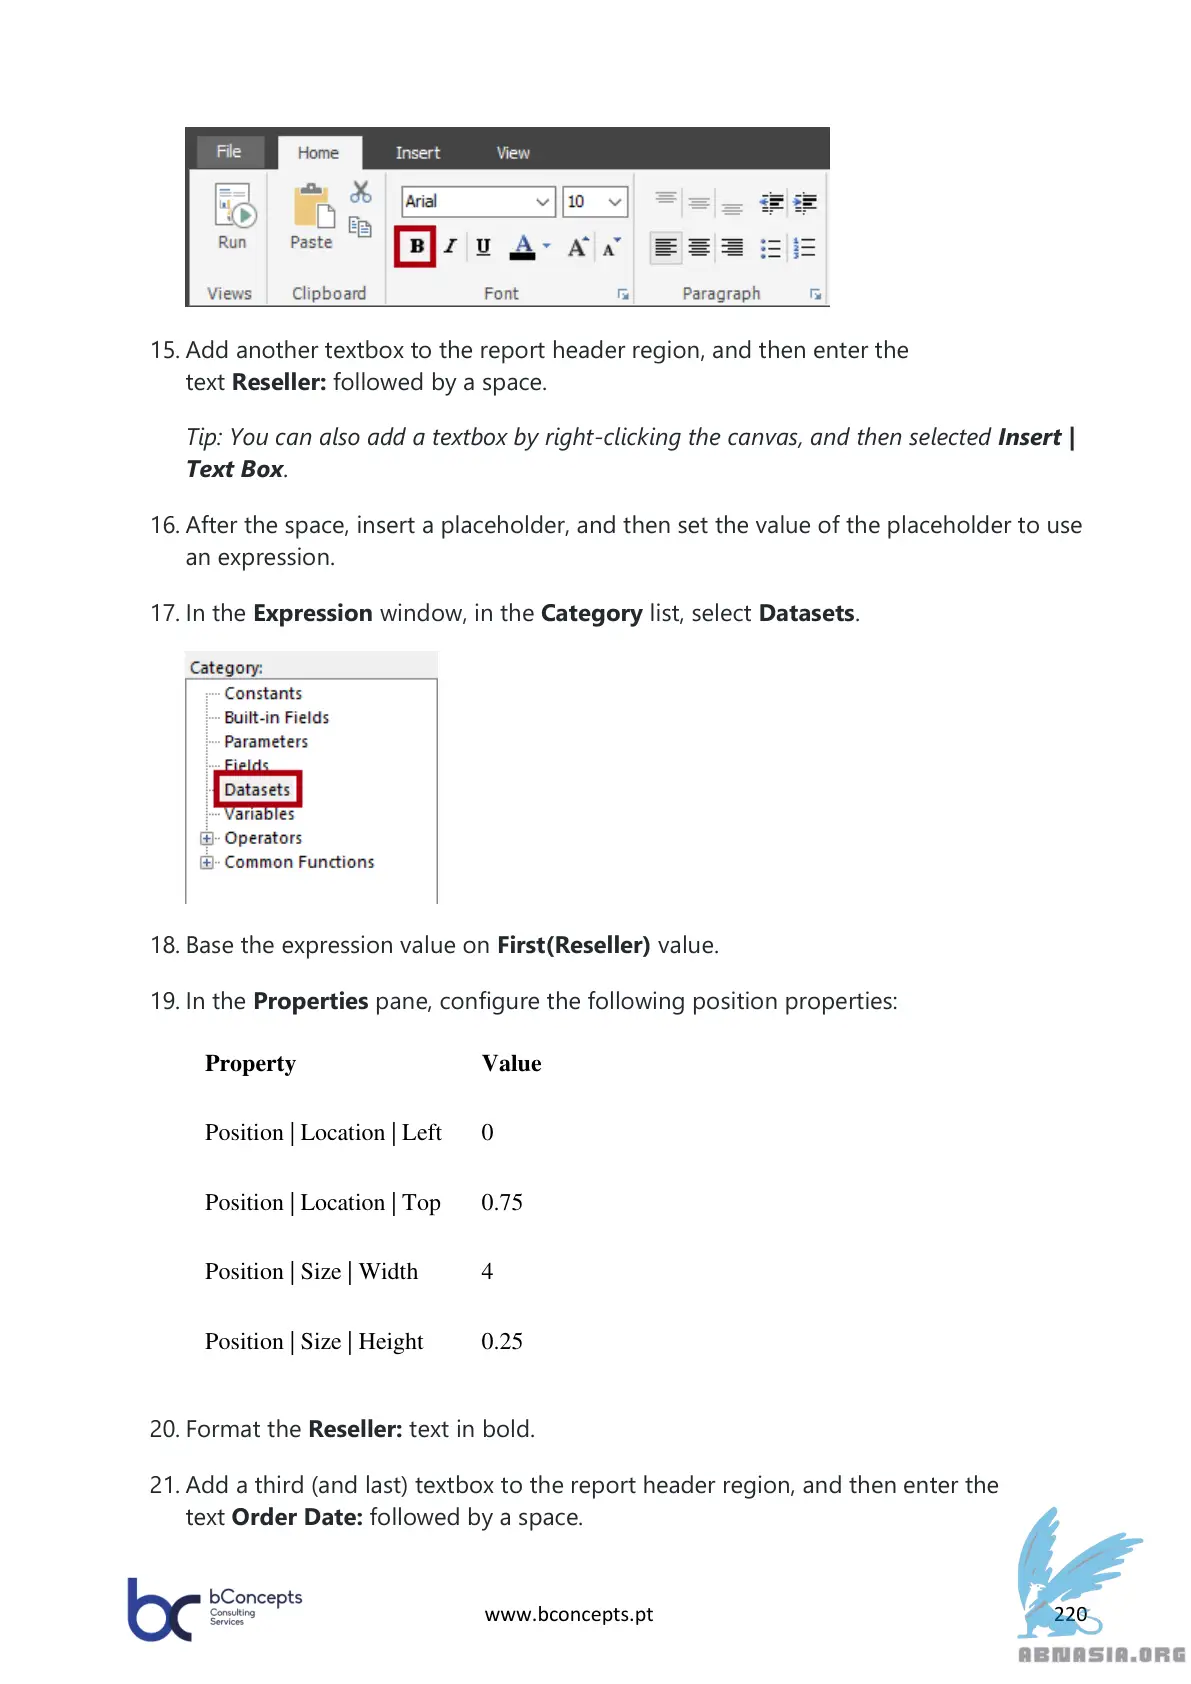 File Home Insert View
Arial 10
Run Paste B I U A A A
Views Clipboard Font Paragraph
15. Add another textbox to the report header region, and then enter the
text Reseller: followed by a space.
Tip: You can also add a textbox by right-clicking the canvas, and then selected Insert |
Text Box.
16. After the space, insert a placeholder, and then set the value of the placeholder to use
an expression.
17. In the Expression window, in the Category list, select Datasets.
Category:
Constants
Built-in Fields
Parameters
Fields
Datasets
Variables
Operators
Common Functions
18. Base the expression value on First(Reseller) value.
19. In the Properties pane, configure the following position properties:
Property Value
Position | Location | Left 0
Position | Location | Top 0.75
Position | Size | Width 4
Position | Size | Height 0.25
20. Format the Reseller: text in bold.
21. Add a third (and last) textbox to the report header region, and then enter the
text Order Date: followed by a space.
bc bConcepts
Consulting
Services
www.bconcepts.pt
220
ABNASIA.ORG